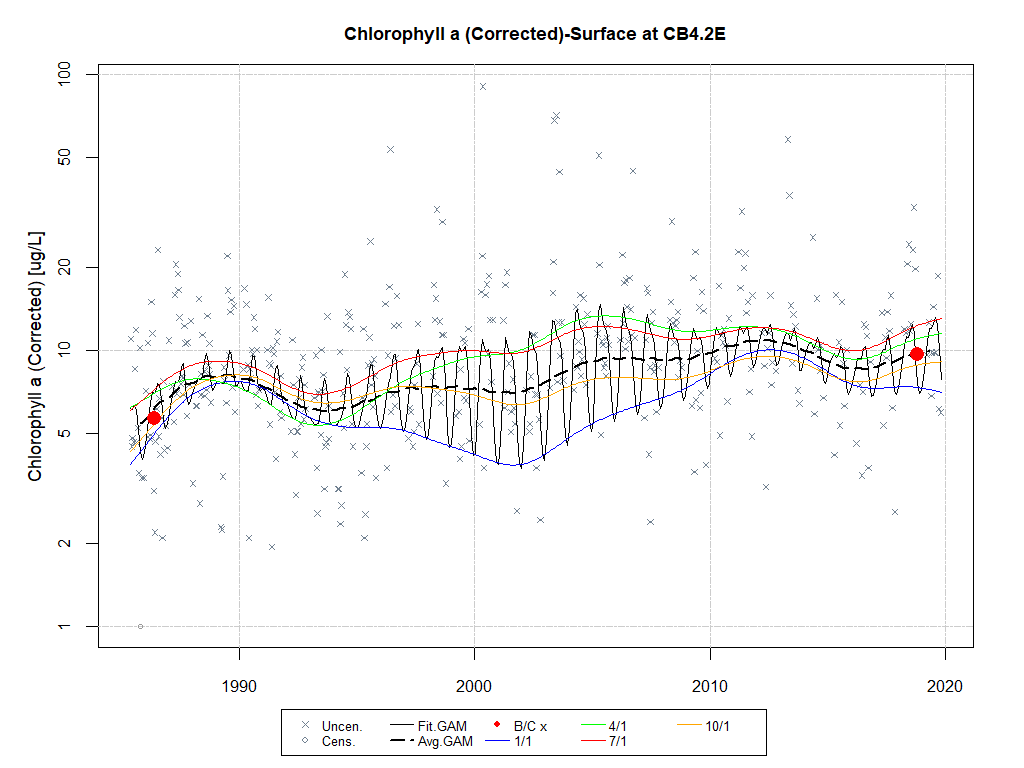 Chlorophyll a (Corrected)-Surface at CB4.2E
Chlorophyll a (Corrected) [ug/L]
100
50
20
10
5
2
1
1990 2000 2010 2020
Uncen. Fit.GAM B/C x 4/1 10/1
Cens. Avg.GAM 1/1 7/1